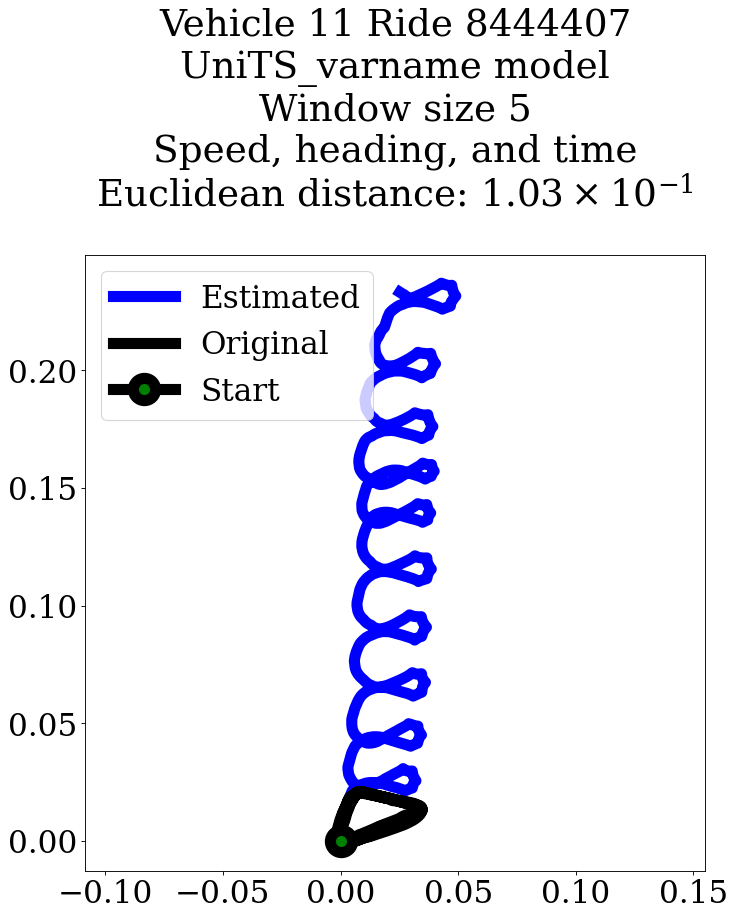 Vehicle 11 Ride 8444407
UniTS_varname model
Window size 5
Speed, heading, and time
Euclidean distance: 1.03 × 10⁻¹
Estimated
Original
Start
0.20
0.15
0.10
0.05
0.00
−0.10 −0.05 0.00 0.05 0.10 0.15